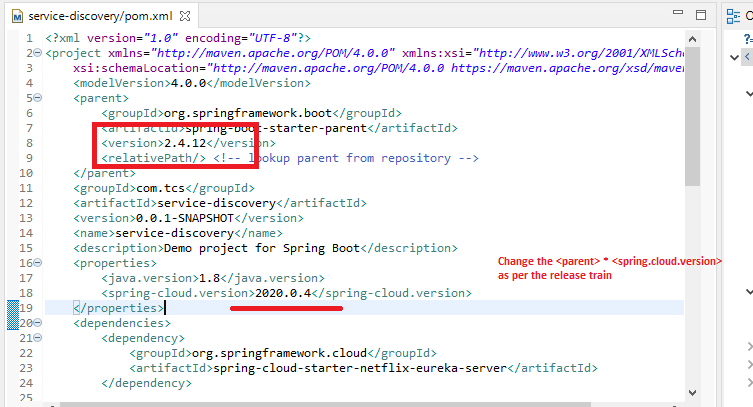 service-discovery/pom.xml
1 <?xml version="1.0" encoding="UTF-8"?>
2 <project xmlns="http://maven.apache.org/POM/4.0.0" xmlns:xsi="http://www.w3.org/2001/XMLSche
3 xsi:schemaLocation="http://maven.apache.org/POM/4.0.0 https://maven.apache.org/xsd/maven
4 <modelVersion>4.0.0</modelVersion>
5 <parent>
6 <groupId>org.springframework.boot</groupId>
7 <artifactId>spring-boot-starter-parent</artifactId>
8 <version>2.4.12</version>
9 <relativePath/> <!-- lookup parent from repository -->
10 </parent>
11 <groupId>com.tcs</groupId>
12 <artifactId>service-discovery</artifactId>
13 <version>0.0.1-SNAPSHOT</version>
14 <name>service-discovery</name>
15 <description>Demo project for Spring Boot</description>
16 <properties>
17 <java.version>1.8</java.version>
18 <spring-cloud.version>2020.0.4</spring-cloud.version>
19 </properties>
20 <dependencies>
21 <dependency>
22 <groupId>org.springframework.cloud</groupId>
23 <artifactId>spring-cloud-starter-netflix-eureka-server</artifactId>
24 </dependency>
25
Change the <parent> * <spring.cloud.version>
as per the release train
O
?=
<